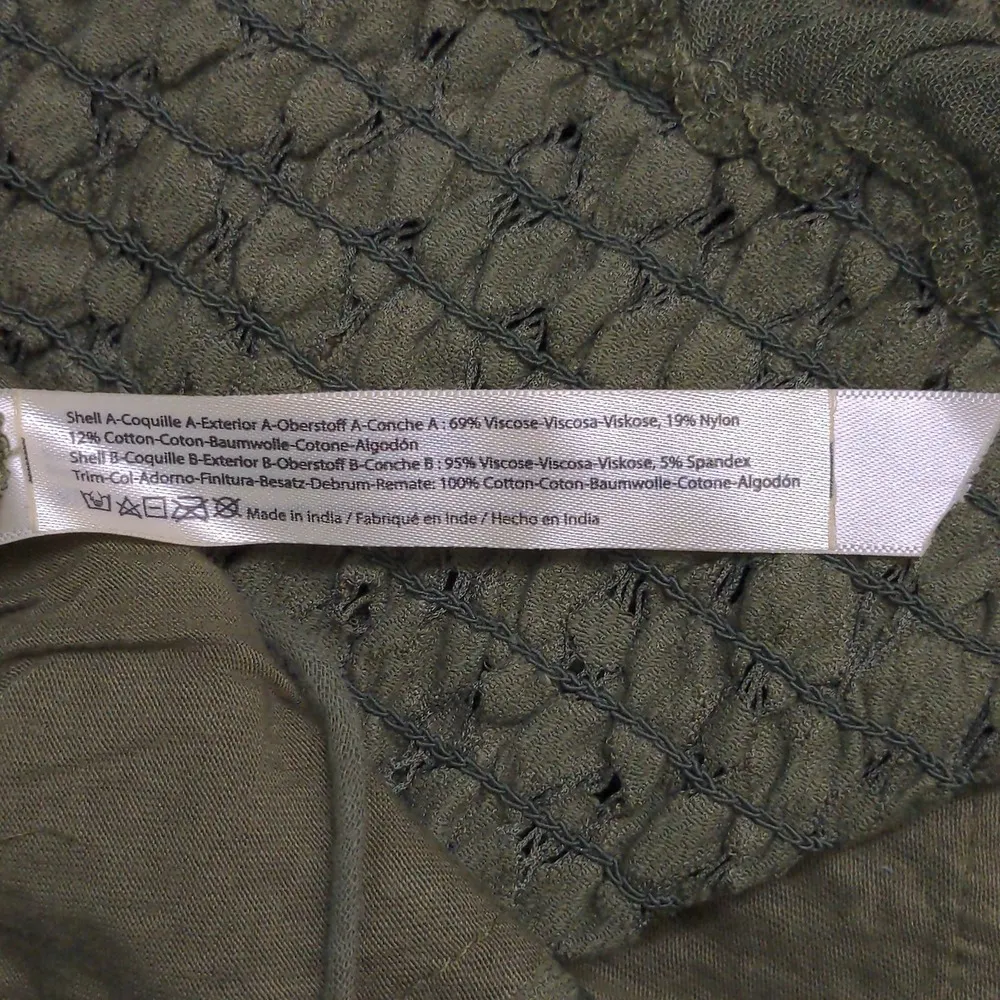 Shell A-Coquille A-Exterior A-Oberstoff A-Conche A : 69% Viscose-Viscosa-Viskose, 19% Nylon
12% Cotton-Coton-Baumwolle-Cotone-Algodón
Shell B-Coquille B-Exterior B-Oberstoff B-Conche B : 95% Viscose-Viscosa-Viskose, 5% Spandex
Trim-Col-Adorno-Finitura-Besatz-Debrum-Remate: 100% Cotton-Coton-Baumwolle-Cotone-Algodón
Made in India / Fabriqué en Inde / Hecho en India